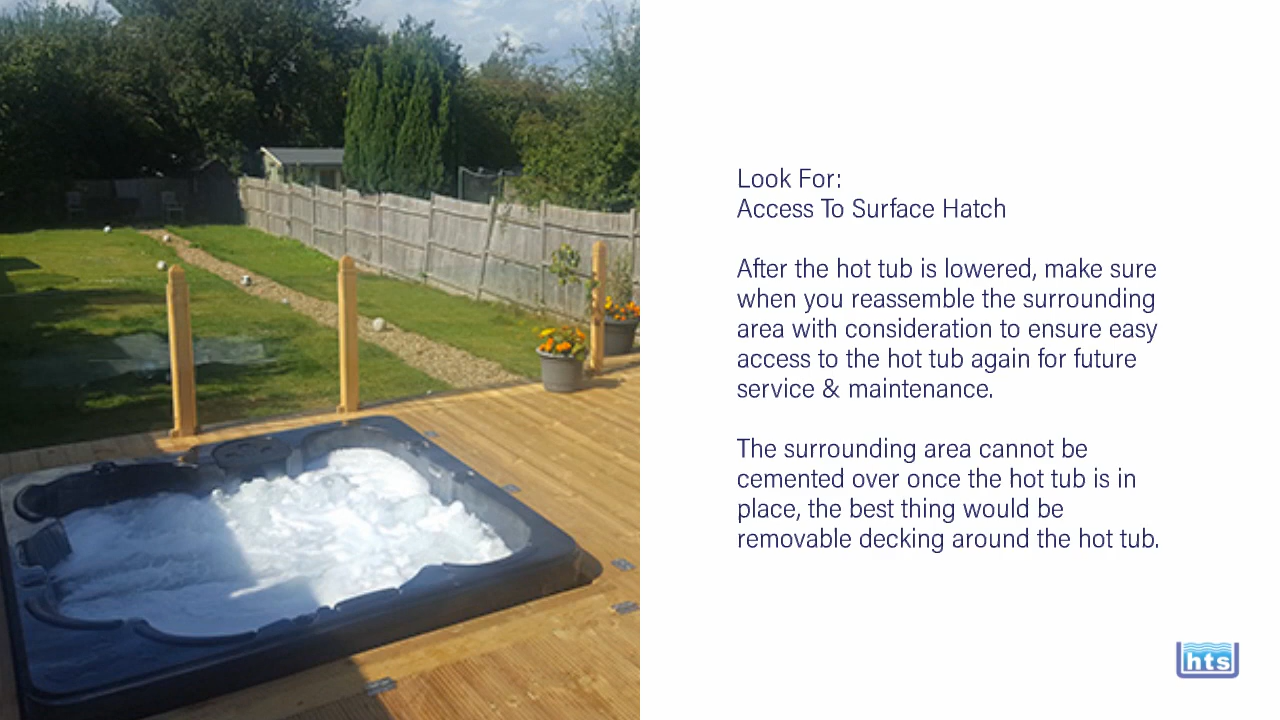 Look For:
Access To Surface Hatch
After the hot tub is lowered, make sure
when you reassemble the surrounding
area with consideration to ensure easy
access to the hot tub again for future
service & maintenance.
The surrounding area cannot be
cemented over once the hot tub is in
place, the best thing would be
removable decking around the hot tub.
hts